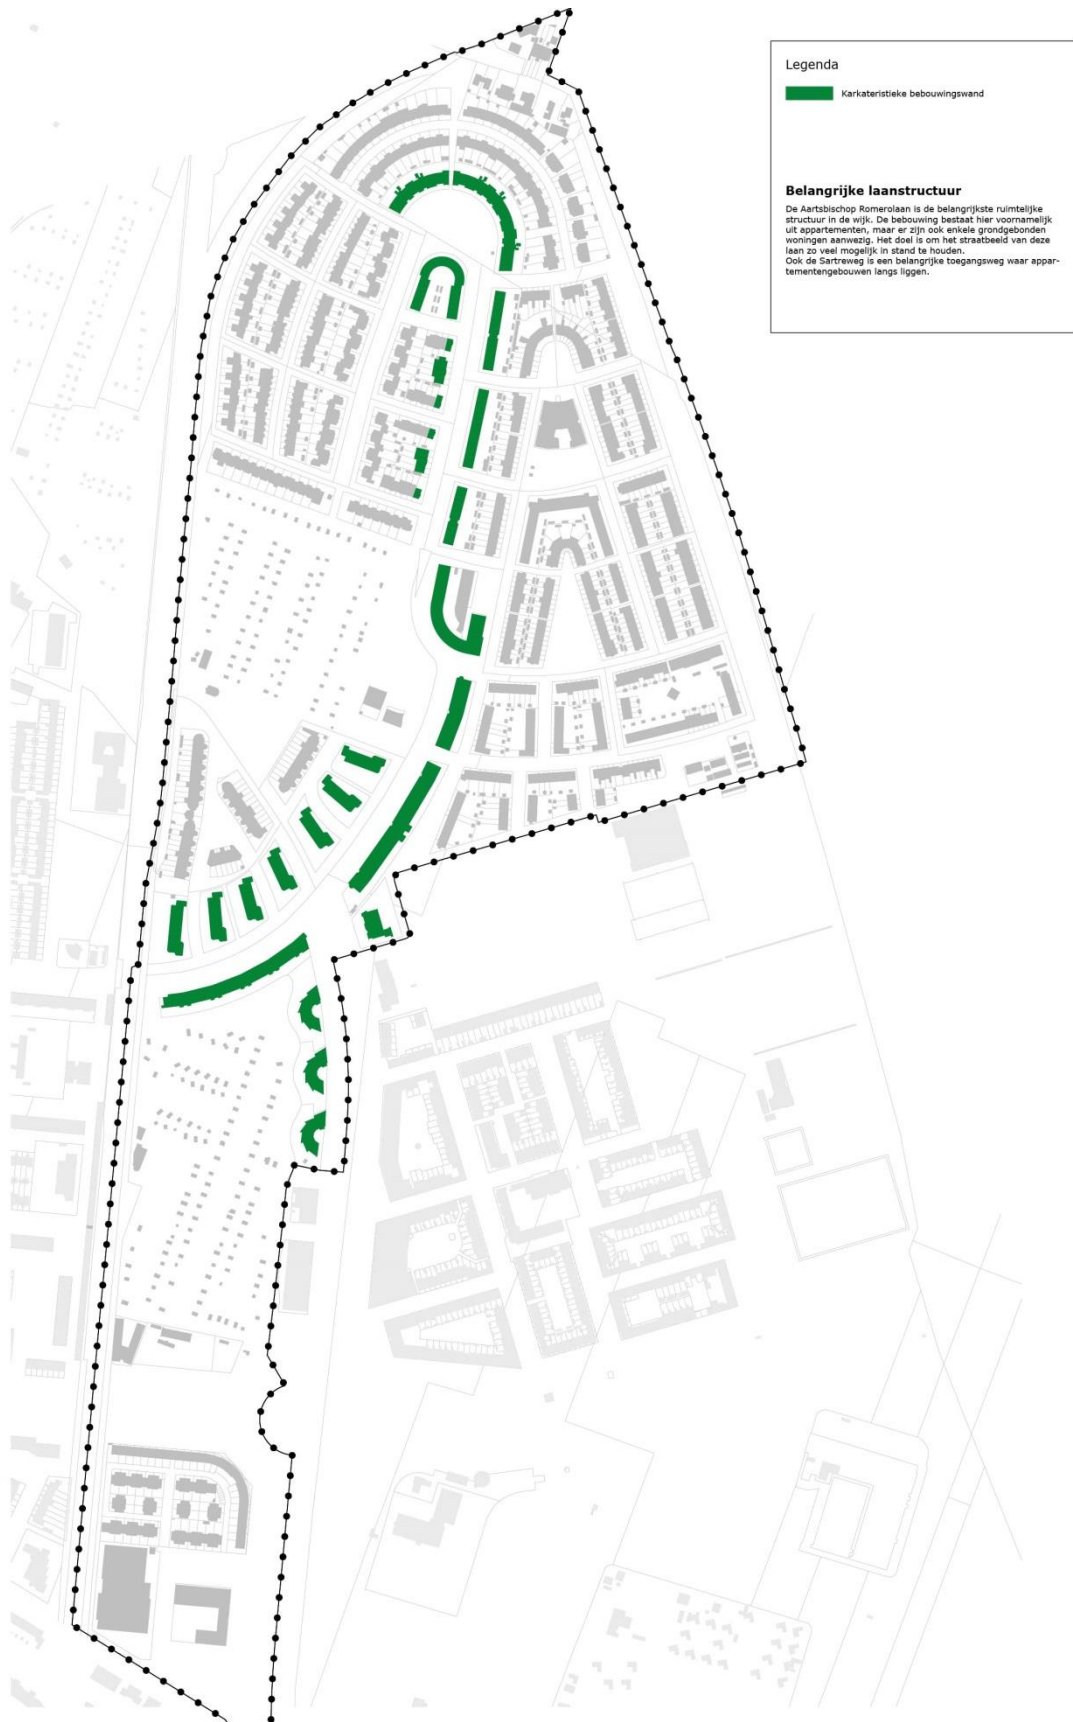 Legenda
Karkateristieke bebouwingswand
Belangrijke laanstructuur
De Aartsbischop Romerolaan is de belangrijkste ruimtelijke
structuur in de wijk. De bebouwing bestaat hier voornamelijk
uit appartementen, maar er zijn ook enkele grondgebonden
woningen aanwezig. Het doel is om het straatbeeld van deze
laan zo veel mogelijk in stand te houden.
Ook de Sartreweg is een belangrijke toegangsweg waar appar-
tementengebouwen langs liggen.